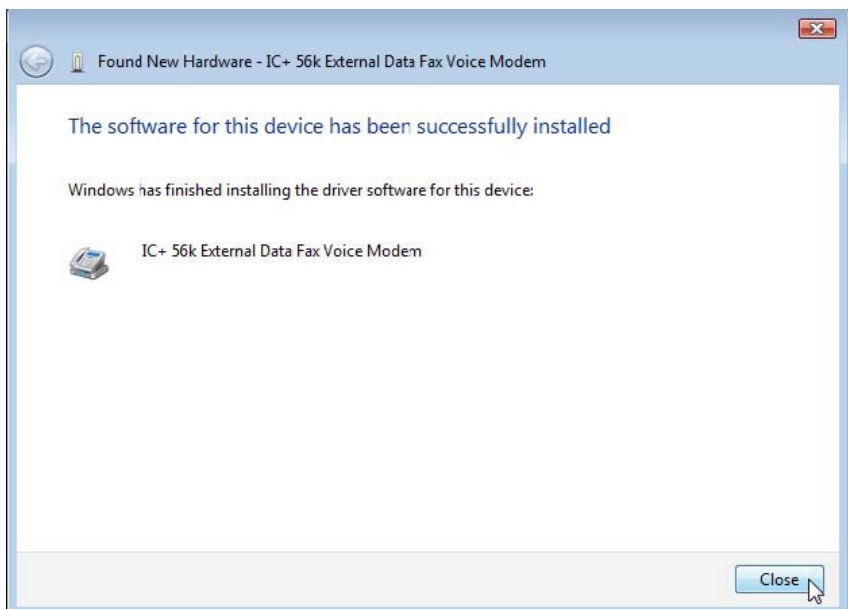 Found New Hardware - IC+ 56k External Data Fax Voice Modem
The software for this device has been successfully installed
Windows has finished installing the driver software for this device:
IC+ 56k External Data Fax Voice Modem
Close